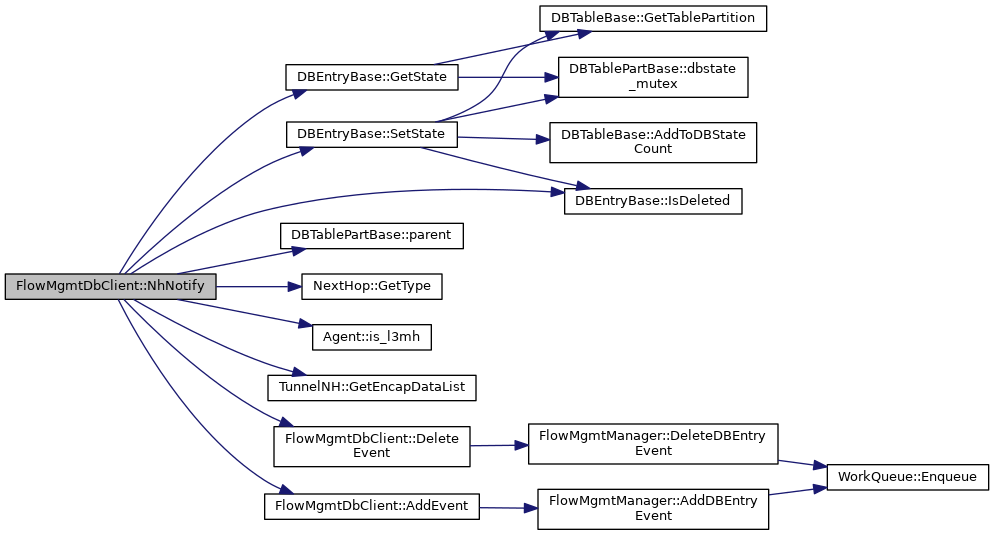 DBTableBase::GetTablePartition
DBEntryBase::GetState
DBTablePartBase::dbstate
_mutex
DBEntryBase::SetState
DBTableBase::AddToDBState
Count
DBEntryBase::IsDeleted
DBTablePartBase::parent
FlowMgmtDbClient::NhNotify
NextHop::GetType
Agent::is_l3mh
TunnelNH::GetEncapDataList
FlowMgmtDbClient::Delete
Event
FlowMgmtManager::DeleteDBEntry
Event
WorkQueue::Enqueue
FlowMgmtDbClient::AddEvent
FlowMgmtManager::AddDBEntry
Event